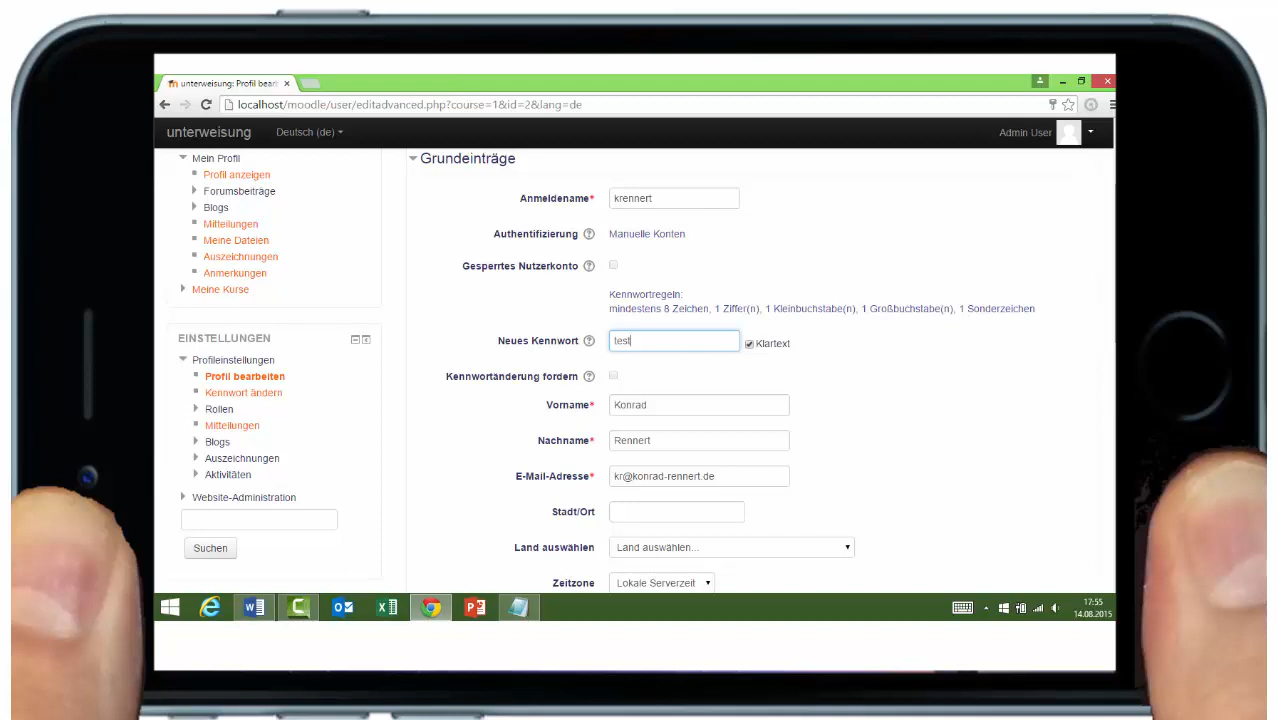 unterweisung: Profil bear
localhost/moodle/user/editadvanced.php?course=1&id=2&lang=de
unterweisung Deutsch (de) Admin User
Mein Profil
Profil anzeigen
Forumsbeiträge
Blogs
Mitteilungen
Meine Dateien
Auszeichnungen
Anmerkungen
Meine Kurse
EINSTELLUNGEN
Profileinstellungen
Profil bearbeiten
Kennwort ändern
Rollen
Mitteilungen
Blogs
Auszeichnungen
Aktivitäten
Website-Administration
Suchen
Grundeinträge
Anmeldename* krennert
Authentifizierung Manuelle Konten
Gesperrtes Nutzerkonto
Kennwortregeln:
mindestens 8 Zeichen, 1 Ziffer(n), 1 Kleinbuchstabe(n), 1 Großbuchstabe(n), 1 Sonderzeichen
Neues Kennwort test Klartext
Kennwortänderung fordern
Vorname* Konrad
Nachname* Rennert
E-Mail-Adresse* kr@konrad-rennert.de
Stadt/Ort
Land auswählen Land auswählen...
Zeitzone Lokale Serverzeit
17:55
14.08.2015